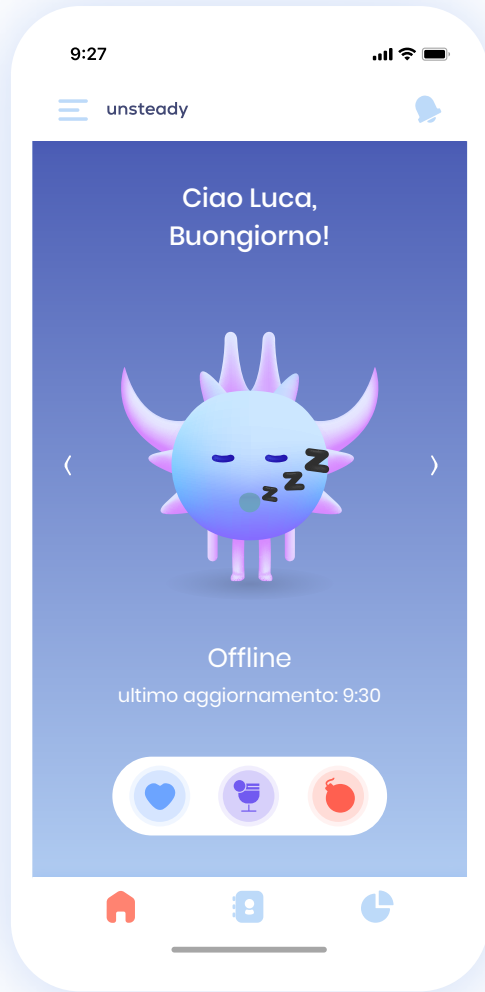 9:27
unsteady
Ciao Luca,
Buongiorno!
z z z
Offline
ultimo aggiornamento: 9:30